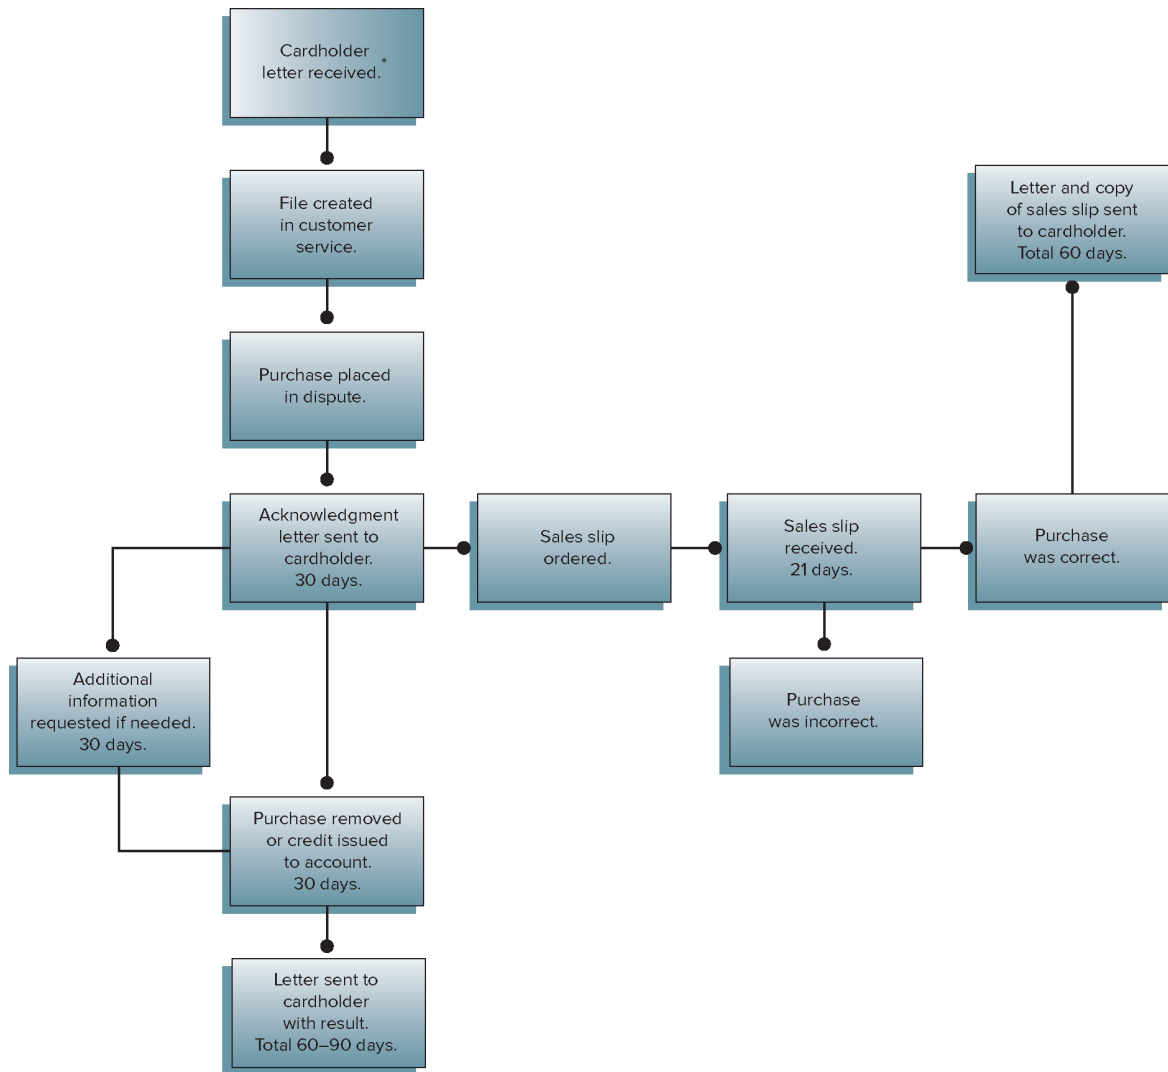 Cardholder
letter received.*
File created
in customer
service.
Letter and copy
of sales slip sent
to cardholder.
Total 60 days.
Purchase placed
in dispute.
Acknowledgment
letter sent to
cardholder.
30 days.
Sales slip
ordered.
Sales slip
received.
21 days.
Purchase
was correct.
Additional
information
requested if needed.
30 days.
Purchase
was incorrect.
Purchase removed
or credit issued
to account.
30 days.
Letter sent to
cardholder
with result.
Total 60–90 days.